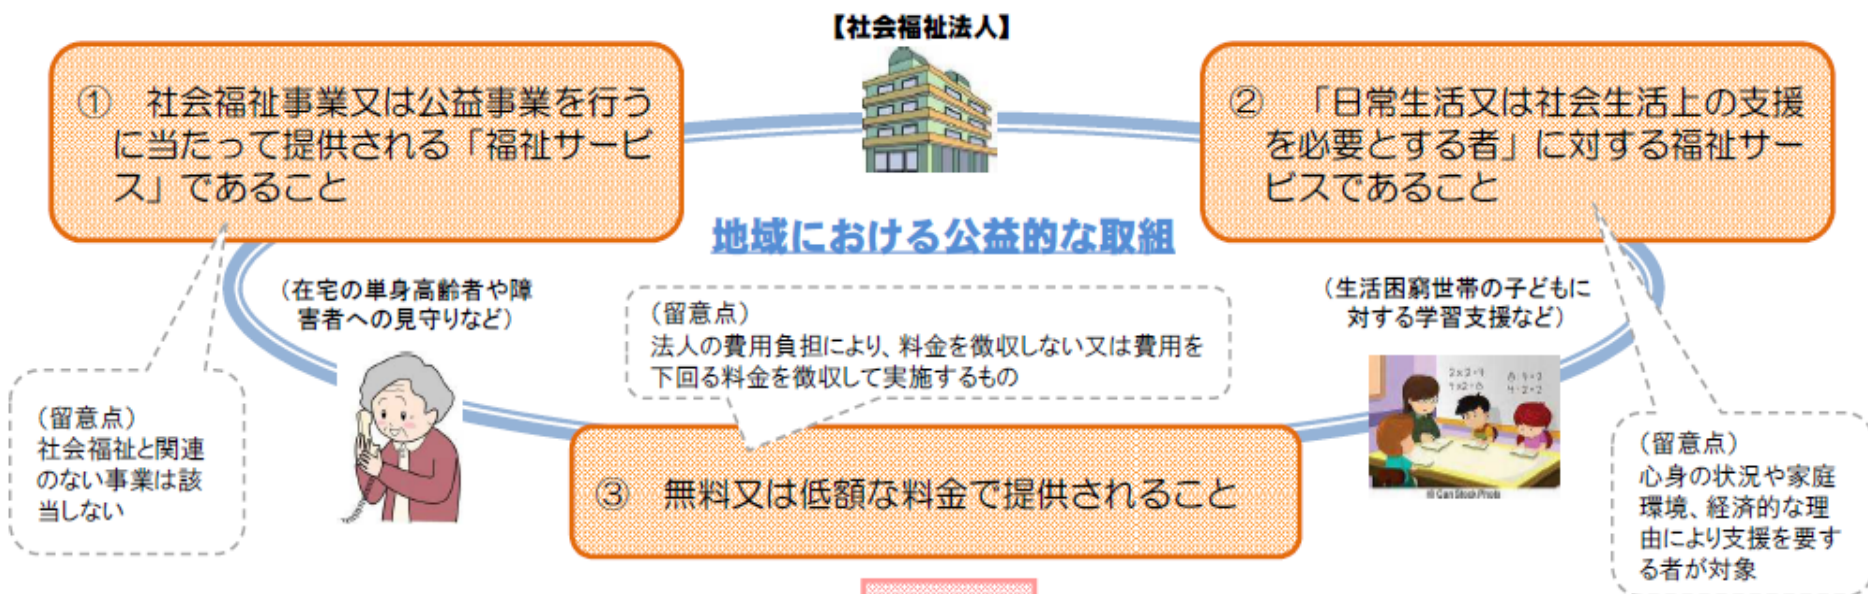 【社会福祉法人】
① 社会福祉事業又は公益事業を行う
に当たって提供される「福祉サービ
ス」であること
② 「日常生活又は社会生活上の支援
を必要とする者」に対する福祉サー
ビスであること
地域における公益的な取組
(在宅の単身高齢者や障
害者への見守りなど)
(留意点)
法人の費用負担により、料金を徴収しない又は費用を
下回る料金を徴収して実施するもの
(生活困窮世帯の子どもに
対する学習支援など)
(留意点)
社会福祉と関連
のない事業は該
当しない
③ 無料又は低額な料金で提供されること
© Can Stock Photo
(留意点)
心身の状況や家庭
環境、経済的な理
由により支援を要す
る者が対象